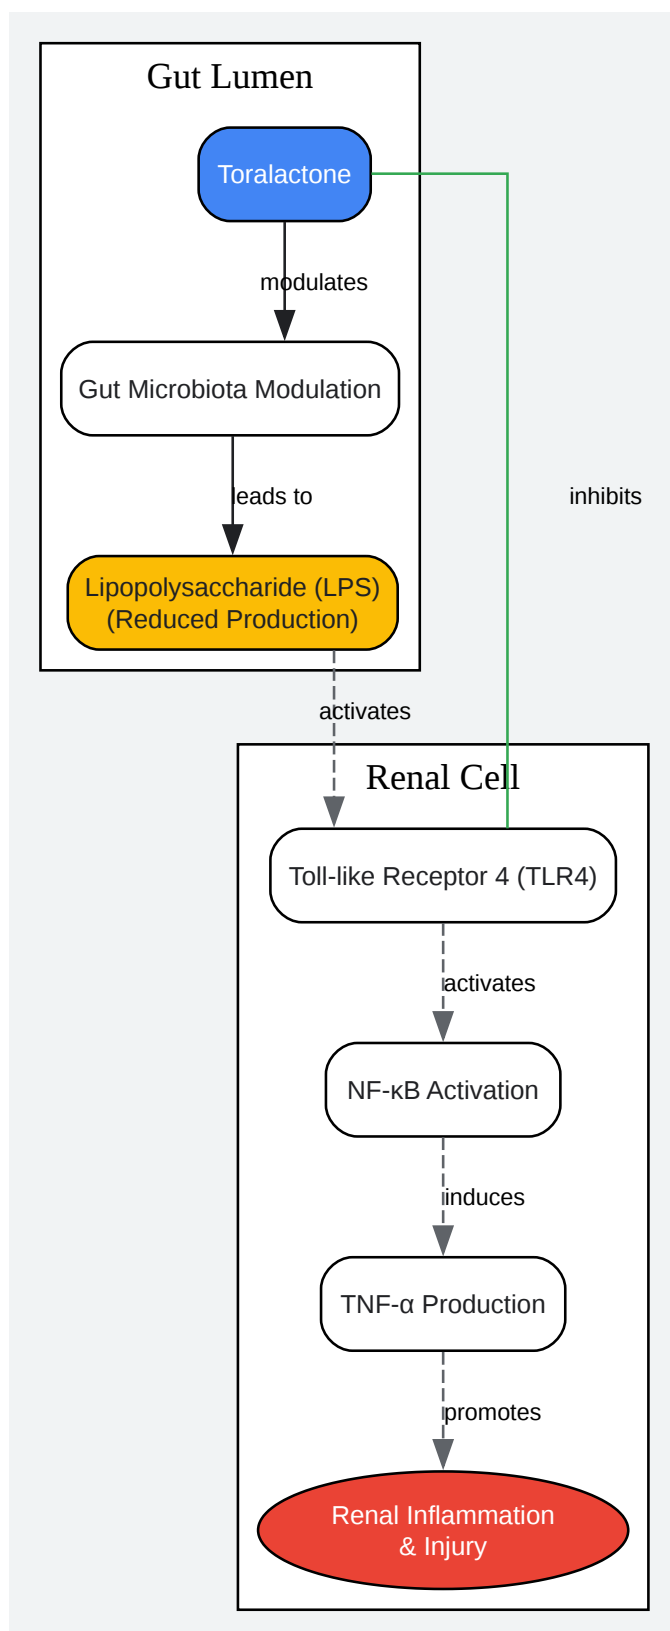 Gut Lumen
Toralactone
modulates
Gut Microbiota Modulation
leads to
inhibits
Lipopolysaccharide (LPS)
(Reduced Production)
activates
Renal Cell
Toll-like Receptor 4 (TLR4)
activates
NF-κB Activation
induces
TNF-α Production
promotes
Renal Inflammation
& Injury